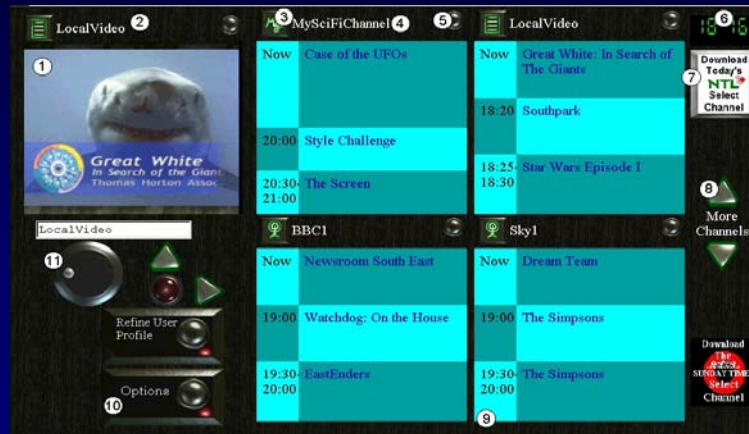 LocalVideo 2
3 MySciFiChannel 4
5
LocalVideo
6
18 16
1
Great White
In Search of the Giant
Thomas Horton Assoc
Now Case of the UFOs
20:00 Style Challenge
20:30-
21:00
The Screen
Now Great White: In Search of
The Giants
18:20 Southpark
18:25-
18:30
Star Wars Episode I
7
Download
Today's
NTL
Select
Channel
8
More
Channels
LocalVideo
11
Refine User
Profile
Options
10
BBC1
Now Newsroom South East
19:00 Watchdog: On the House
19:30-
20:00
EastEnders
Sky1
Now Dream Team
19:00 The Simpsons
19:30-
20:00
The Simpsons
9
Download
The
SUNDAY TIMES
Select
Channel